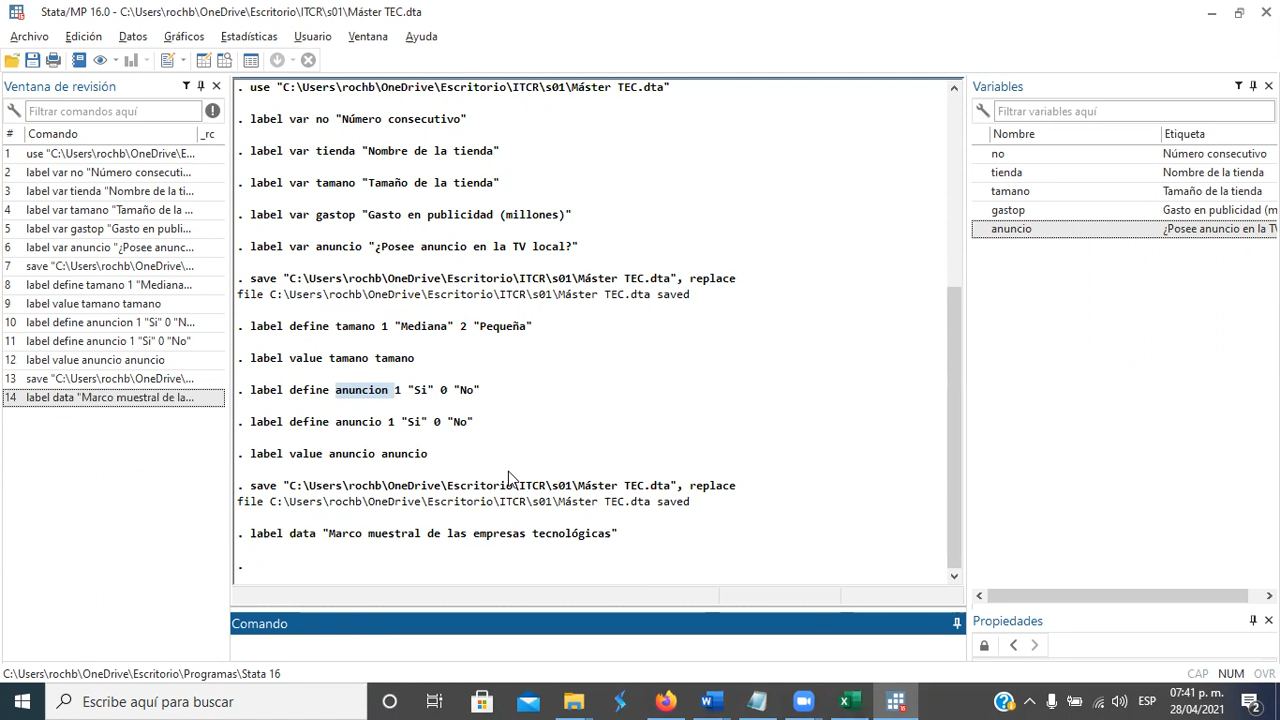 Stata/MP 16.0 - C:\Users\rochb\OneDrive\Escritorio\ITCR\s01\Máster TEC.dta
Archivo Edición Datos Gráficos Estadísticas Usuario Ventana Ayuda
Ventana de revisión
Filtrar comandos aquí
# Comando _rc
1 use "C:\Users\rochb\OneDrive\E...
2 label var no "Número consecuti...
3 label var tienda "Nombre de la ti...
4 label var tamano "Tamaño de la ...
5 label var gastop "Gasto en publi...
6 label var anuncio "¿Posee anunc...
7 save "C:\Users\rochb\OneDrive\...
8 label define tamano 1 "Mediana...
9 label value tamano tamano
10 label define anuncion 1 "Si" 0 "N...
11 label define anuncio 1 "Si" 0 "No"
12 label value anuncio anuncio
13 save "C:\Users\rochb\OneDrive\...
14 label data "Marco muestral de la...
. use "C:\Users\rochb\OneDrive\Escritorio\ITCR\s01\Máster TEC.dta"
. label var no "Número consecutivo"
. label var tienda "Nombre de la tienda"
. label var tamano "Tamaño de la tienda"
. label var gastop "Gasto en publicidad (millones)"
. label var anuncio "¿Posee anuncio en la TV local?"
. save "C:\Users\rochb\OneDrive\Escritorio\ITCR\s01\Máster TEC.dta", replace
file C:\Users\rochb\OneDrive\Escritorio\ITCR\s01\Máster TEC.dta saved
. label define tamano 1 "Mediana" 2 "Pequeña"
. label value tamano tamano
. label define anuncion 1 "Si" 0 "No"
. label define anuncio 1 "Si" 0 "No"
. label value anuncio anuncio
. save "C:\Users\rochb\OneDrive\Escritorio\ITCR\s01\Máster TEC.dta", replace
file C:\Users\rochb\OneDrive\Escritorio\ITCR\s01\Máster TEC.dta saved
. label data "Marco muestral de las empresas tecnológicas"
.
Comando
Variables
Filtrar variables aquí
Nombre Etiqueta
no Número consecutivo
tienda Nombre de la tienda
tamano Tamaño de la tienda
gastop Gasto en publicidad (m
anuncio ¿Posee anuncio en la TV
Propiedades
C:\Users\rochb\OneDrive\Escritorio\Programas\Stata 16
CAP NUM OVR
Escribe aquí para buscar
ESP
07:41 p. m.
28/04/2021
2